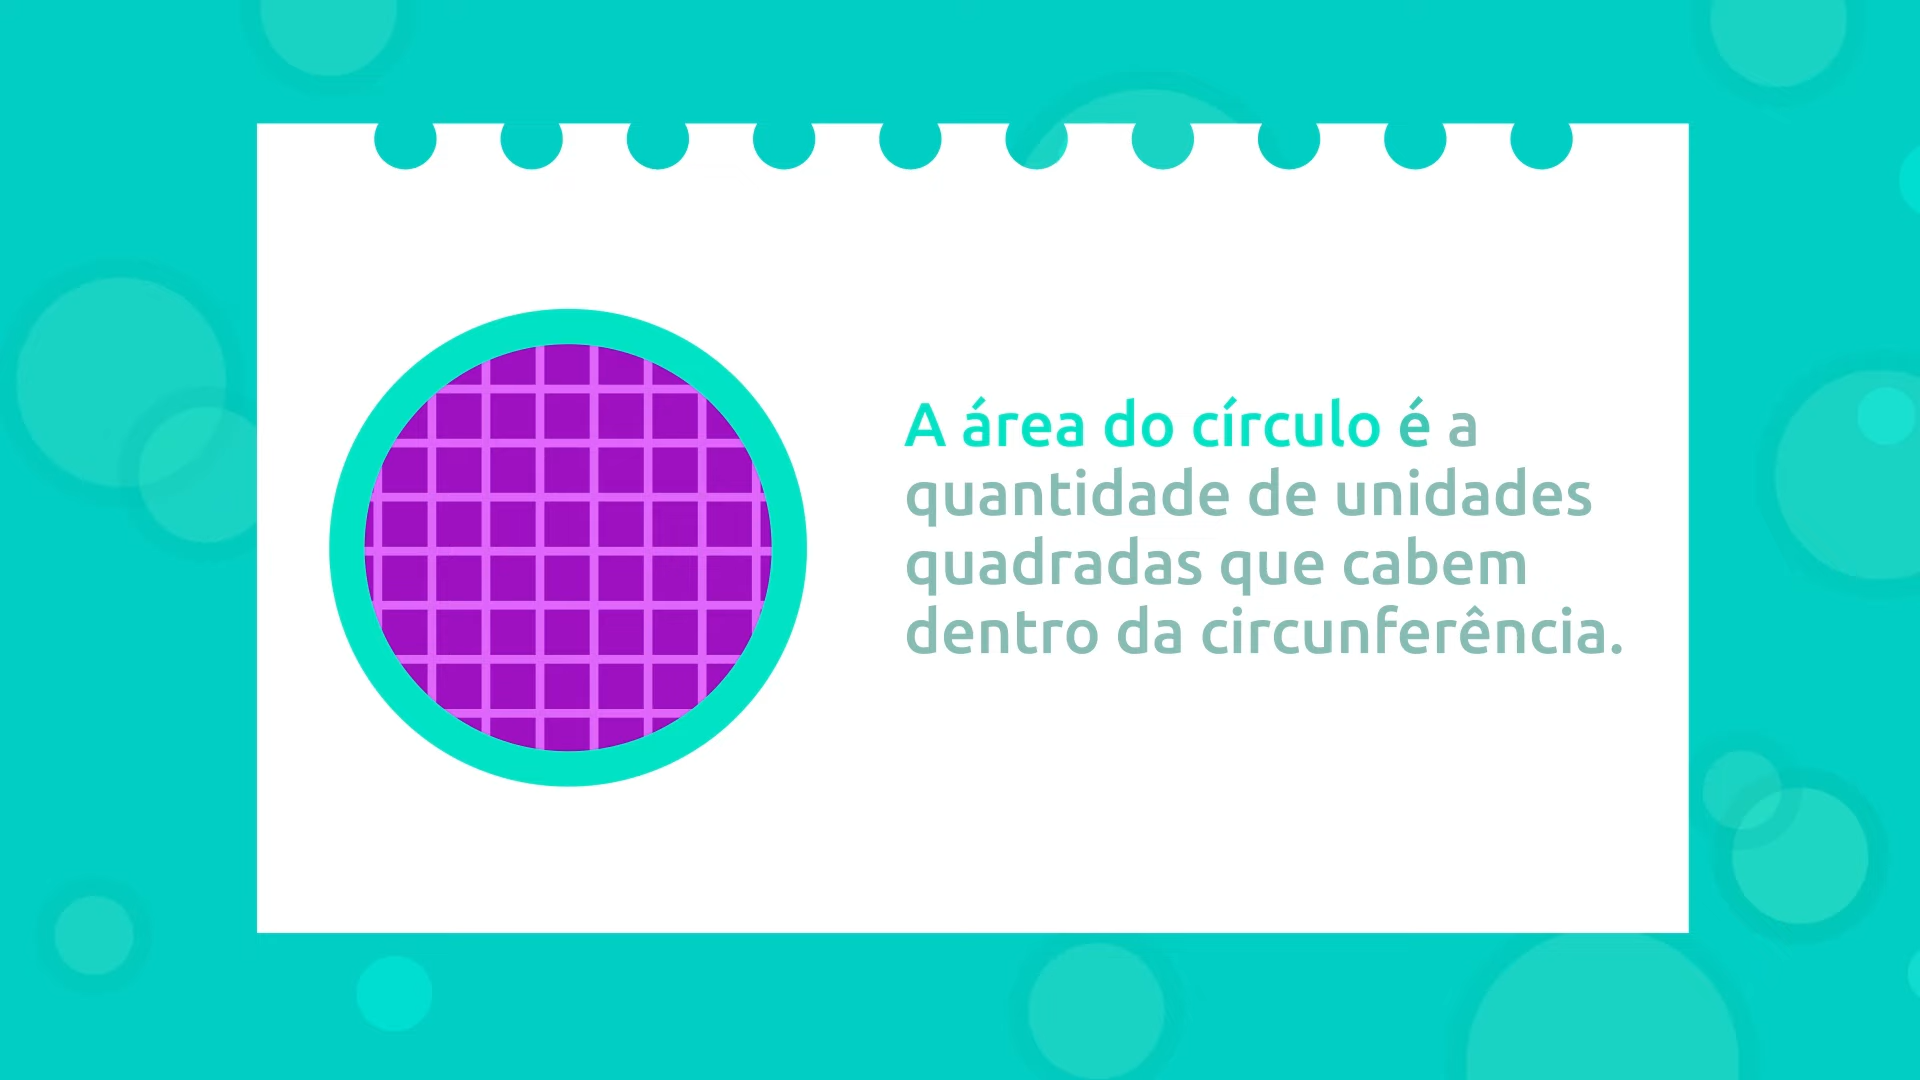 A área do círculo é a
quantidade de unidades
quadradas que cabem
dentro da circunferência.